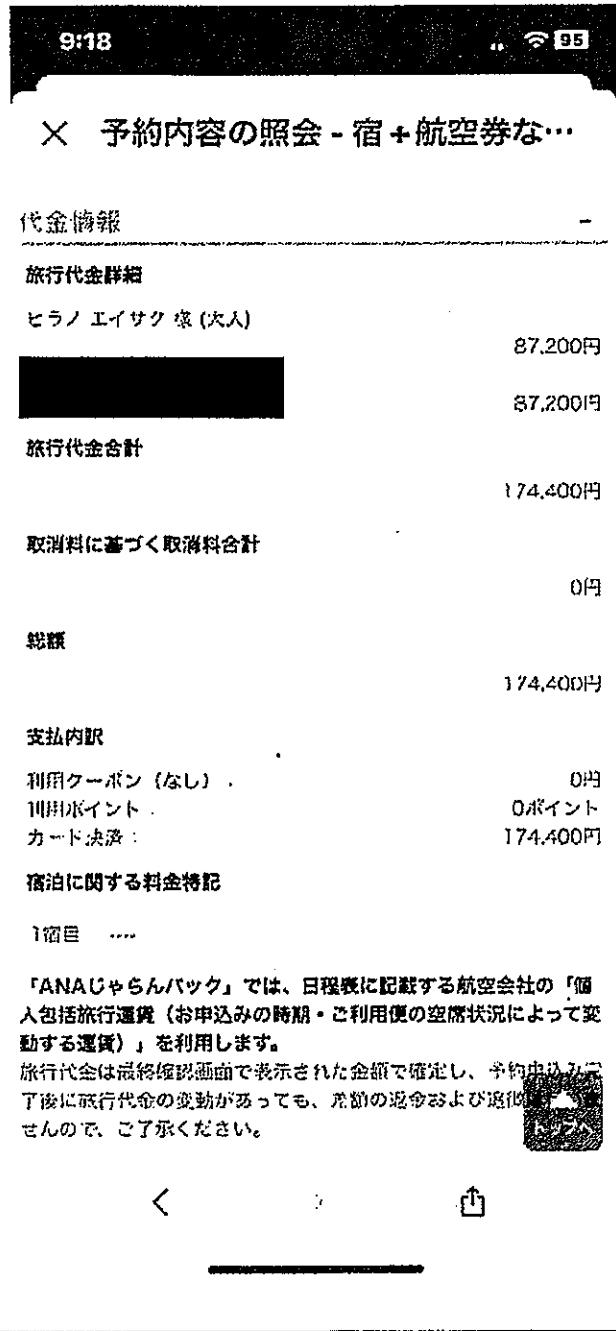 9:18
95
× 予約内容の照会 - 宿+航空券な…
代金情報
旅行代金詳細
ヒラノ エイサク 様 (大人)
87,200円
87,200円
旅行代金合計
174,400円
取消料に基づく取消料合計
0円
総額
174,400円
支払内訳
利用クーポン（なし）: 0円
利用ポイント: 0ポイント
カード決済: 174,400円
宿泊に関する料金特記
1宿目 ----
「ANAじゃらんパック」では、日程表に記載する航空会社の「個
人包括旅行運賃（お申込みの時期・ご利用便の空席状況によって変
動する運賃）」を利用します。
旅行代金は最終確認画面で表示された金額で確定し、予約申込み完
了後に旅行代金の変動があっても、差額の返金および追
せんので、ご了承ください。
トップへ